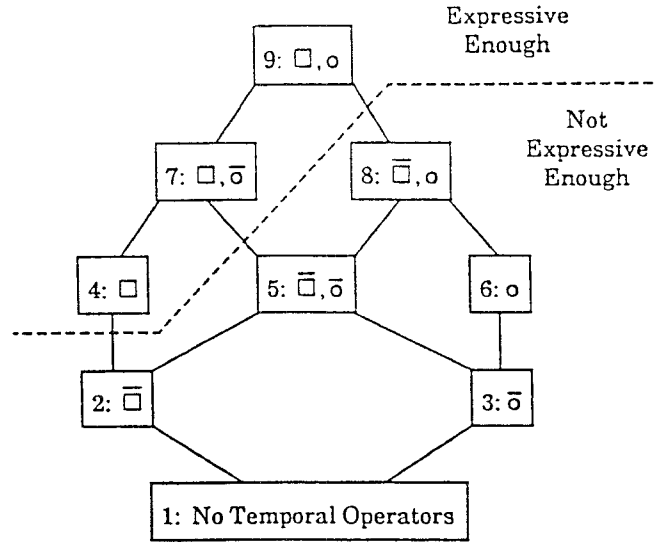 Expressive
Enough
9: □, o
Not
Expressive
Enough
7: □, o̅
8: □̅, o
4: □
5: □̅, o̅
6: o
2: □̅
3: o̅
1: No Temporal Operators